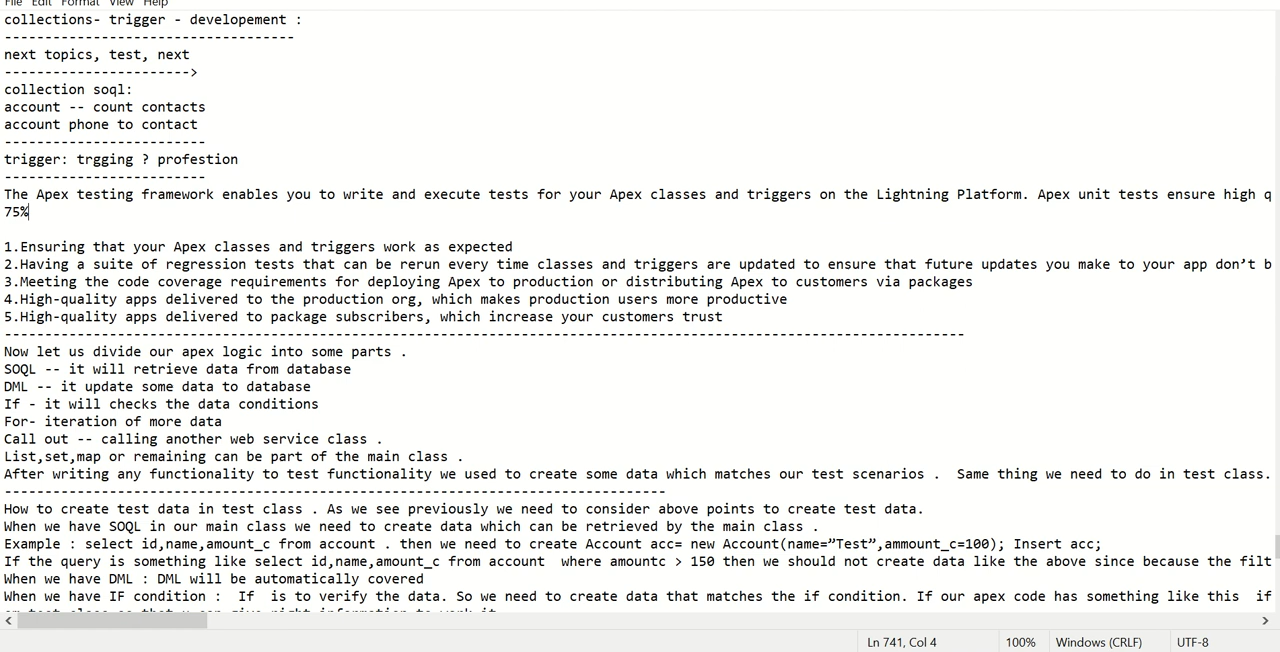 File Edit Format View Help
collections- trigger - developement :
------------------------------------
next topics, test, next
----------------------->
collection soql:
account -- count contacts
account phone to contact
-------------------------
trigger: trgging ? profestion
-------------------------
The Apex testing framework enables you to write and execute tests for your Apex classes and triggers on the Lightning Platform. Apex unit tests ensure high q
75%
1.Ensuring that your Apex classes and triggers work as expected
2.Having a suite of regression tests that can be rerun every time classes and triggers are updated to ensure that future updates you make to your app don’t b
3.Meeting the code coverage requirements for deploying Apex to production or distributing Apex to customers via packages
4.High-quality apps delivered to the production org, which makes production users more productive
5.High-quality apps delivered to package subscribers, which increase your customers trust
-----------------------------------------------------------------------------------------------------------------------
Now let us divide our apex logic into some parts .
SOQL -- it will retrieve data from database
DML -- it update some data to database
If - it will checks the data conditions
For- iteration of more data
Call out -- calling another web service class .
List,set,map or remaining can be part of the main class .
After writing any functionality to test functionality we used to create some data which matches our test scenarios .  Same thing we need to do in test class.
----------------------------------------------------------------------------------
How to create test data in test class . As we see previously we need to consider above points to create test data.
When we have SOQL in our main class we need to create data which can be retrieved by the main class .
Example : select id,name,amount_c from account . then we need to create Account acc= new Account(name=”Test”,ammount_c=100); Insert acc;
If the query is something like select id,name,amount_c from account  where amountc > 150 then we should not create data like the above since because the filt
When we have DML : DML will be automatically covered
When we have IF condition :  If  is to verify the data. So we need to create data that matches the if condition. If our apex code has something like this  if
Ln 741, Col 4 100% Windows (CRLF) UTF-8